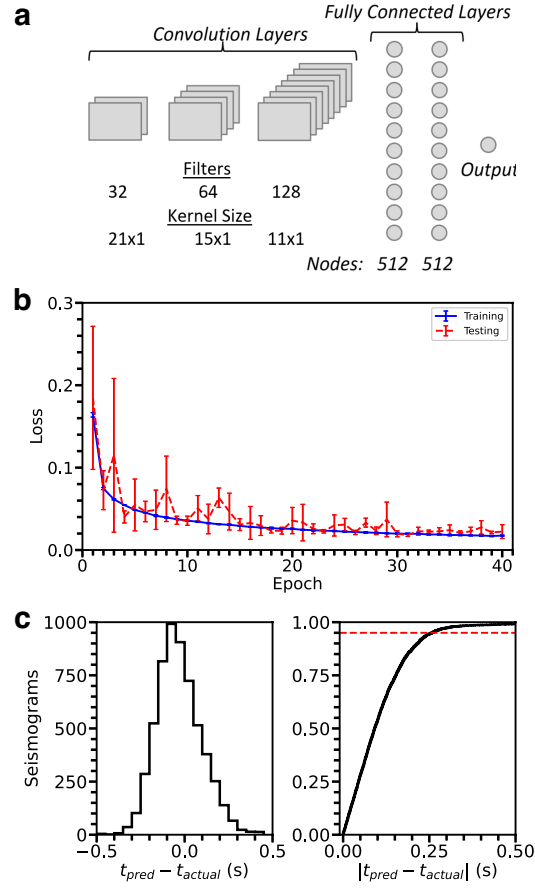 a
Convolution Layers
Fully Connected Layers
Filters
32 64 128
Kernel Size
21x1 15x1 11x1
Output
Nodes: 512 512
b
0.3
0.2
0.1
0.0
Loss
Training
Testing
0 10 20 30 40
Epoch
c
1000
750
500
250
0
Seismograms
−0.5 0.0 0.5
t_pred − t_actual (s)
1.00
0.75
0.50
0.25
0.00
0.00 0.25 0.50
|t_pred − t_actual| (s)